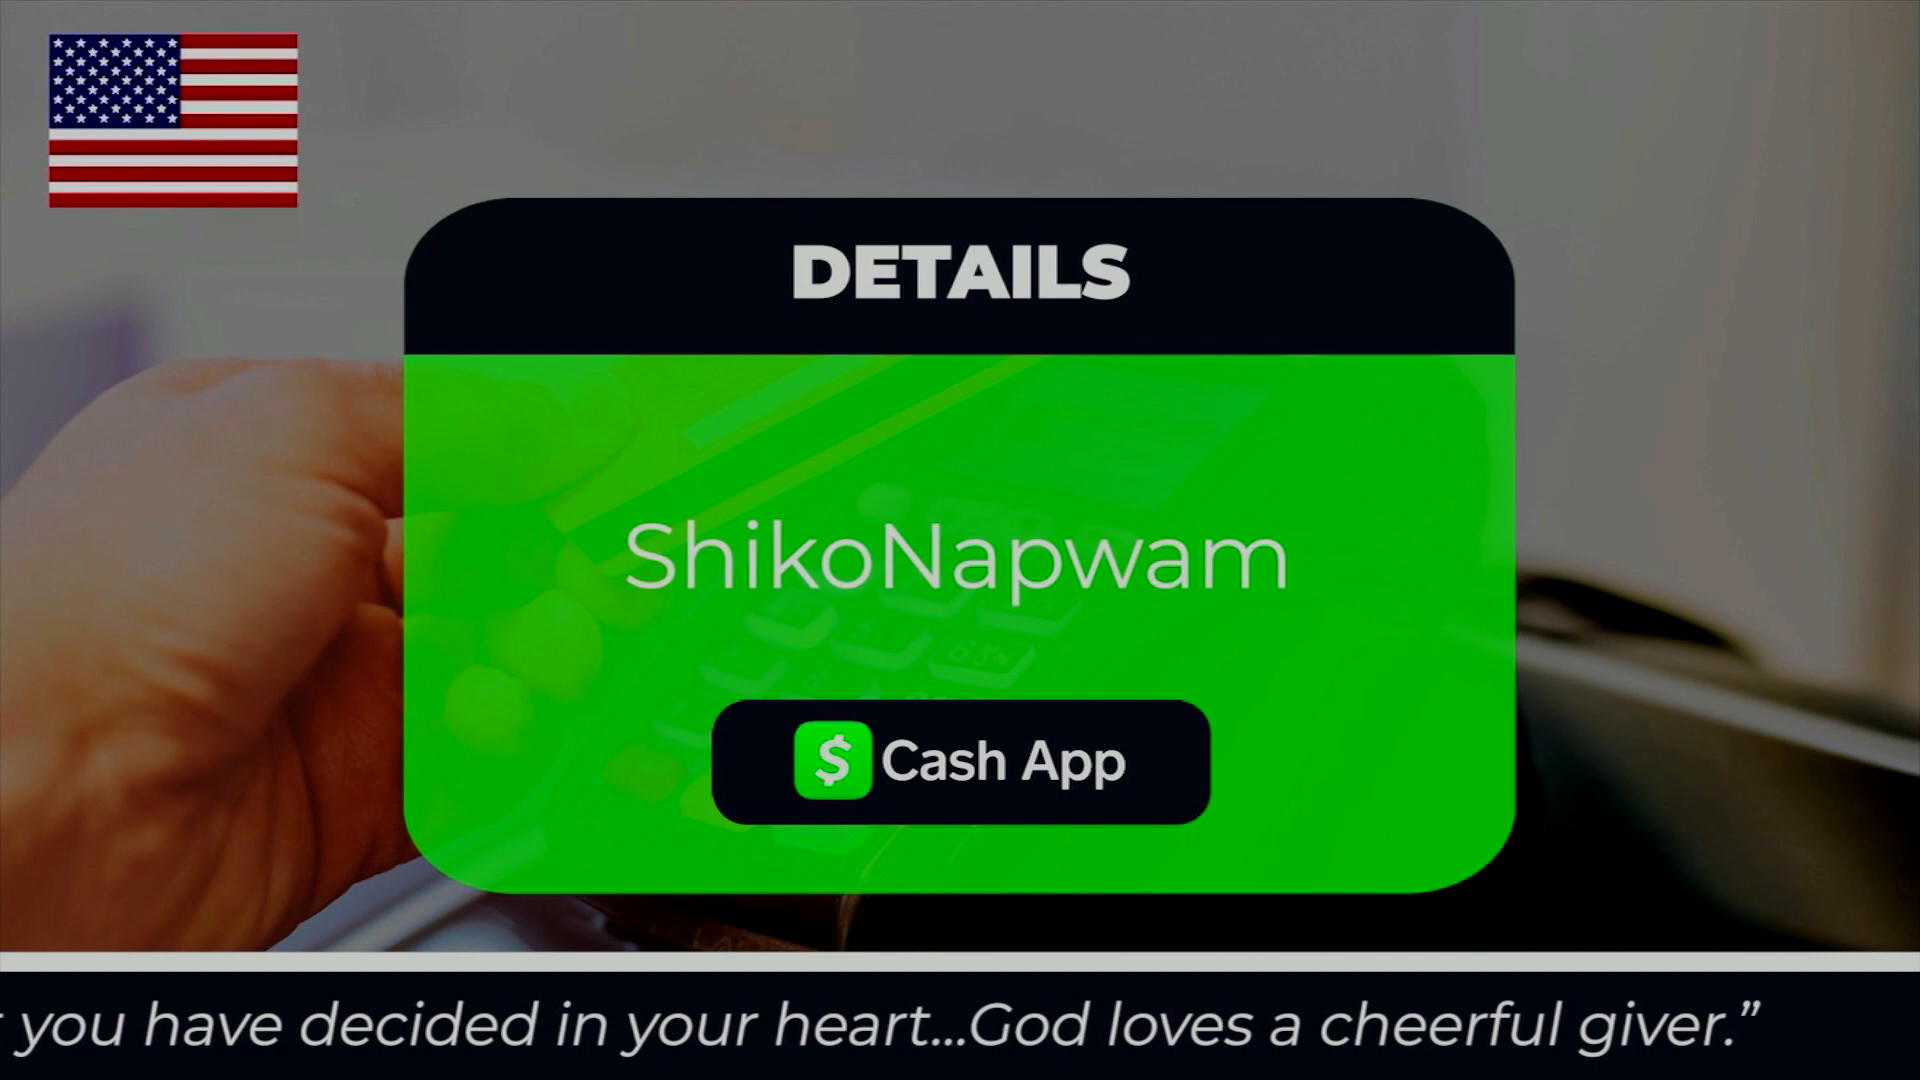 DETAILS
ShikoNapwam
$ Cash App
you have decided in your heart...God loves a cheerful giver.”